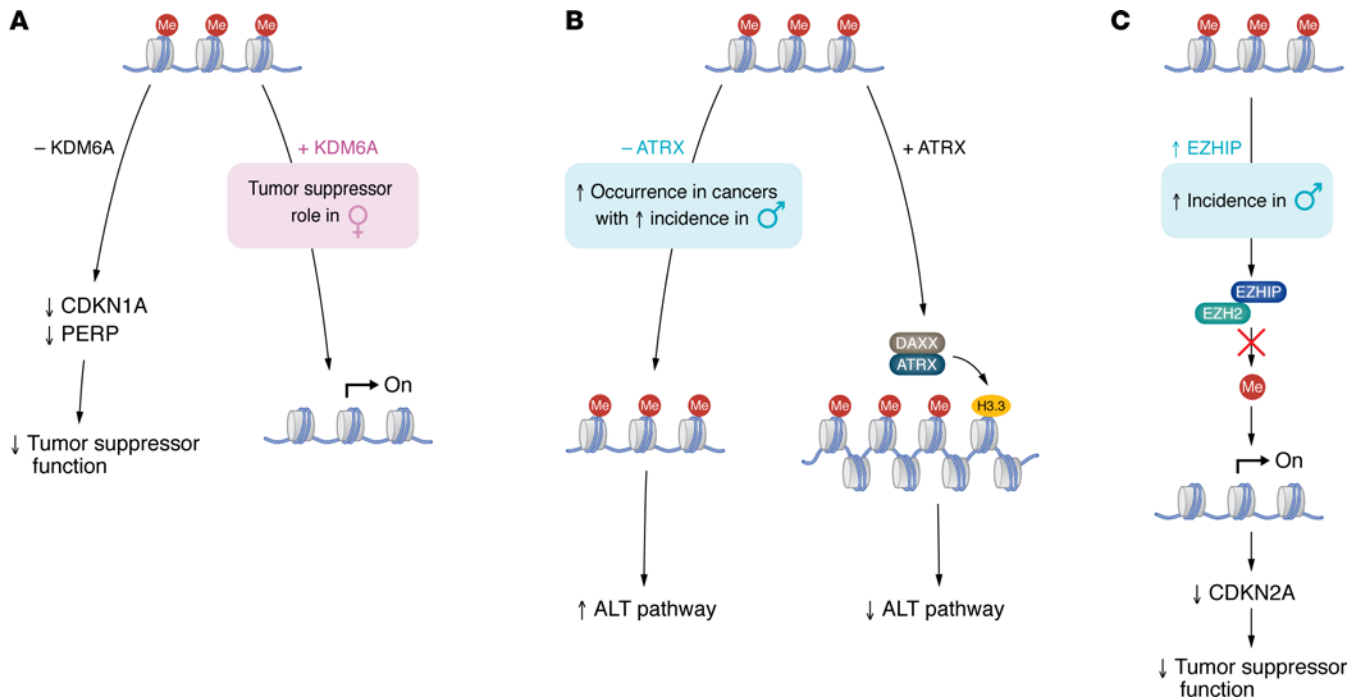 A
Me Me Me
– KDM6A
+ KDM6A
Tumor suppressor
role in ♀
↓ CDKN1A
↓ PERP
On
↓ Tumor suppressor
function
B
Me Me Me
– ATRX
+ ATRX
↑ Occurrence in cancers
with ↑ incidence in ♂
DAXX
ATRX
Me Me Me
Me Me Me H3.3
↑ ALT pathway
↓ ALT pathway
C
Me Me Me
↑ EZHIP
↑ Incidence in ♂
EZHIP
EZH2
Me
On
↓ CDKN2A
↓ Tumor suppressor
function